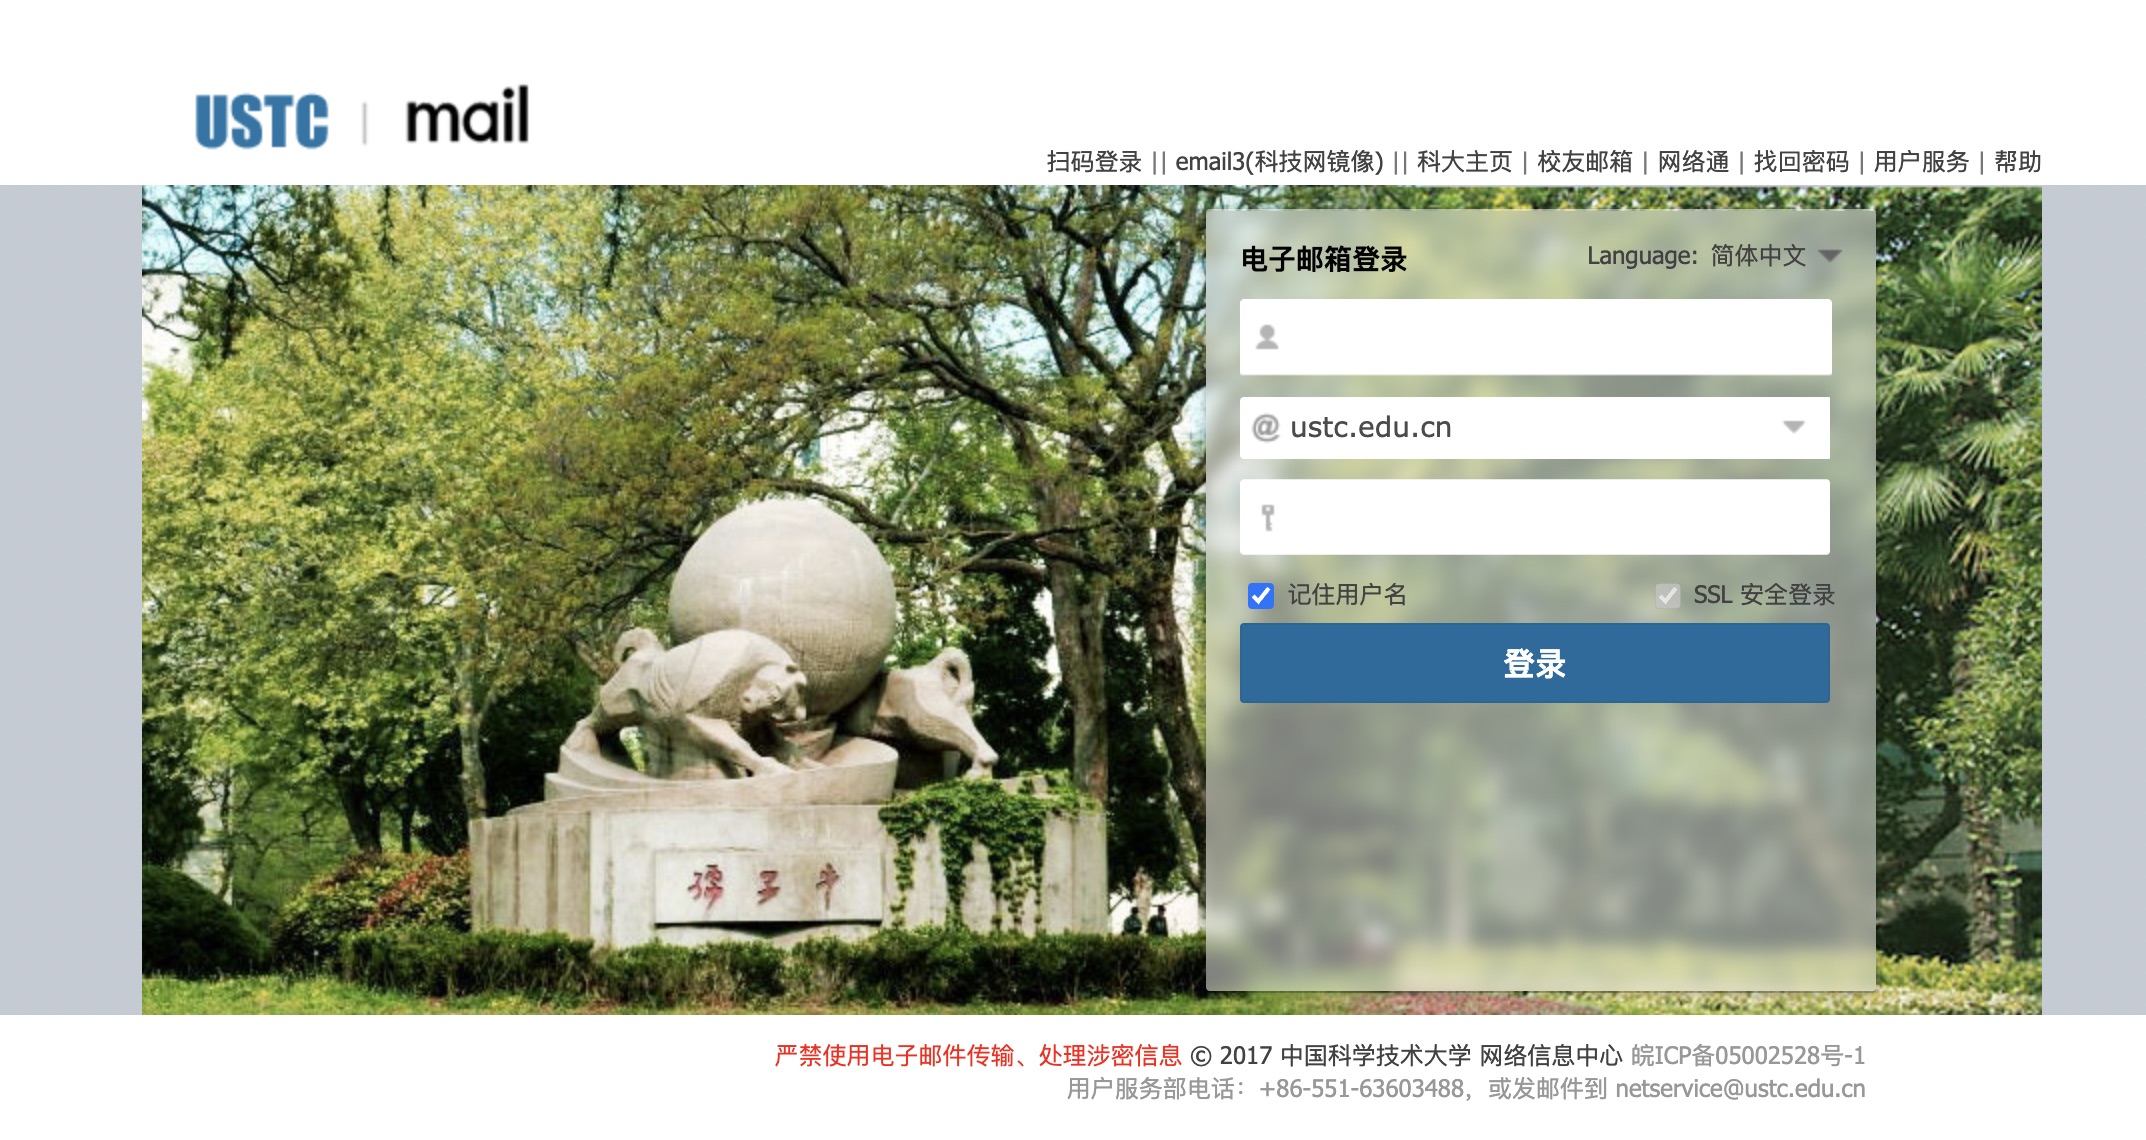 USTC | mail
扫码登录 || email3(科技网镜像) || 科大主页 | 校友邮箱 | 网络通 | 找回密码 | 用户服务 | 帮助
电子邮箱登录
Language: 简体中文
@ ustc.edu.cn
记住用户名
SSL 安全登录
登录
孺子牛
严禁使用电子邮件传输、处理涉密信息 © 2017 中国科学技术大学 网络信息中心 皖ICP备05002528号-1
用户服务部电话：+86-551-63603488，或发邮件到 netservice@ustc.edu.cn